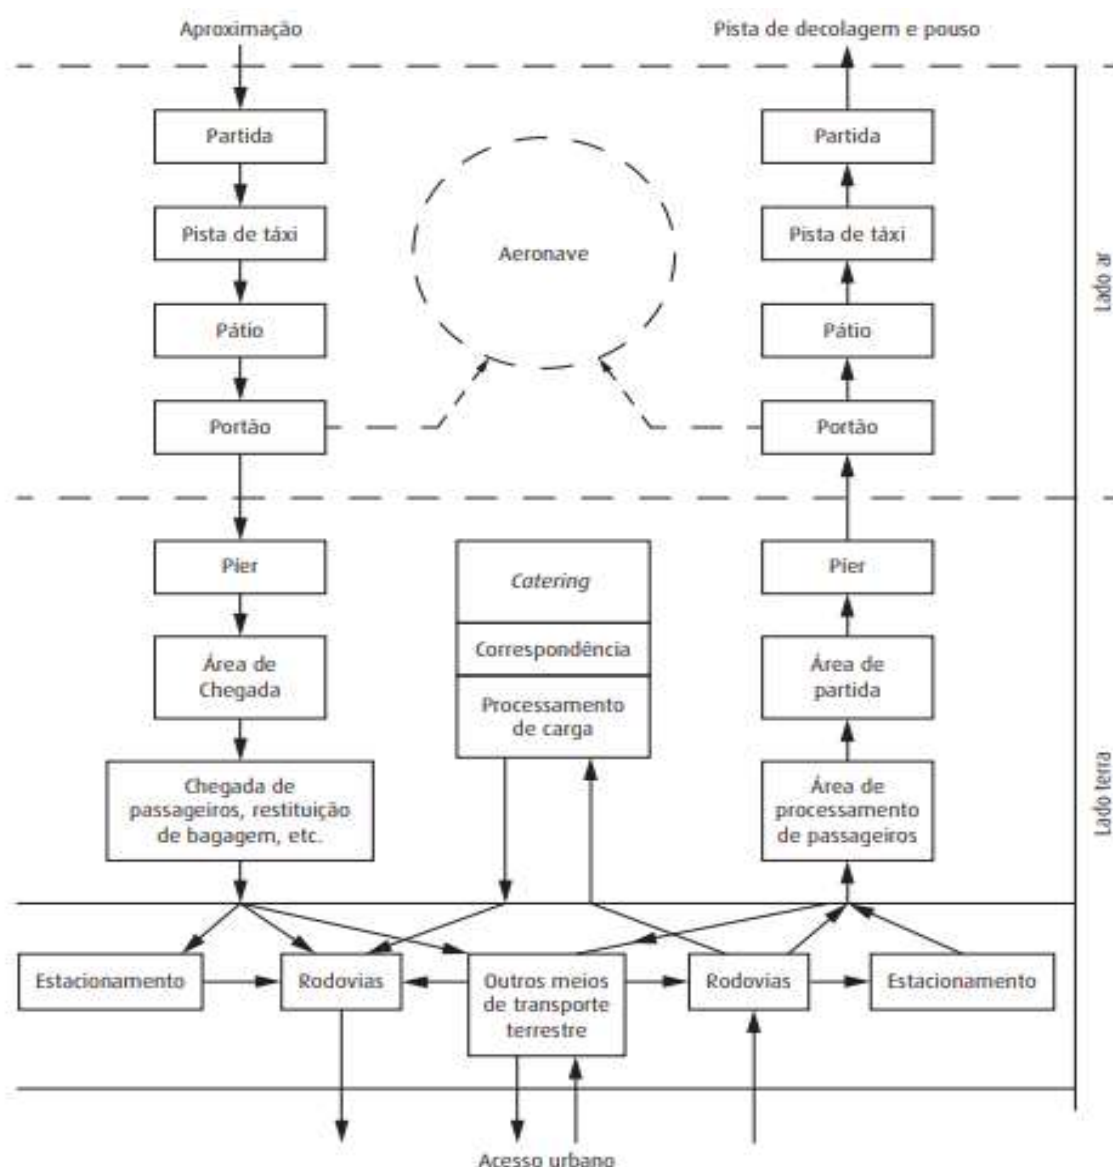 Aproximação
Pista de decolagem e pouso
Partida
Partida
Pista de táxi
Aeronave
Pista de táxi
Lado ar
Pátio
Pátio
Portão
Portão
Píer
Catering
Píer
Correspondência
Área de
Chegada
Processamento
de carga
Área de
partida
Lado terra
Chegada de
passageiros, restituição
de bagagem, etc.
Área de
processamento
de passageiros
Estacionamento
Rodovias
Outros meios
de transporte
terrestre
Rodovias
Estacionamento
Acesso urbano